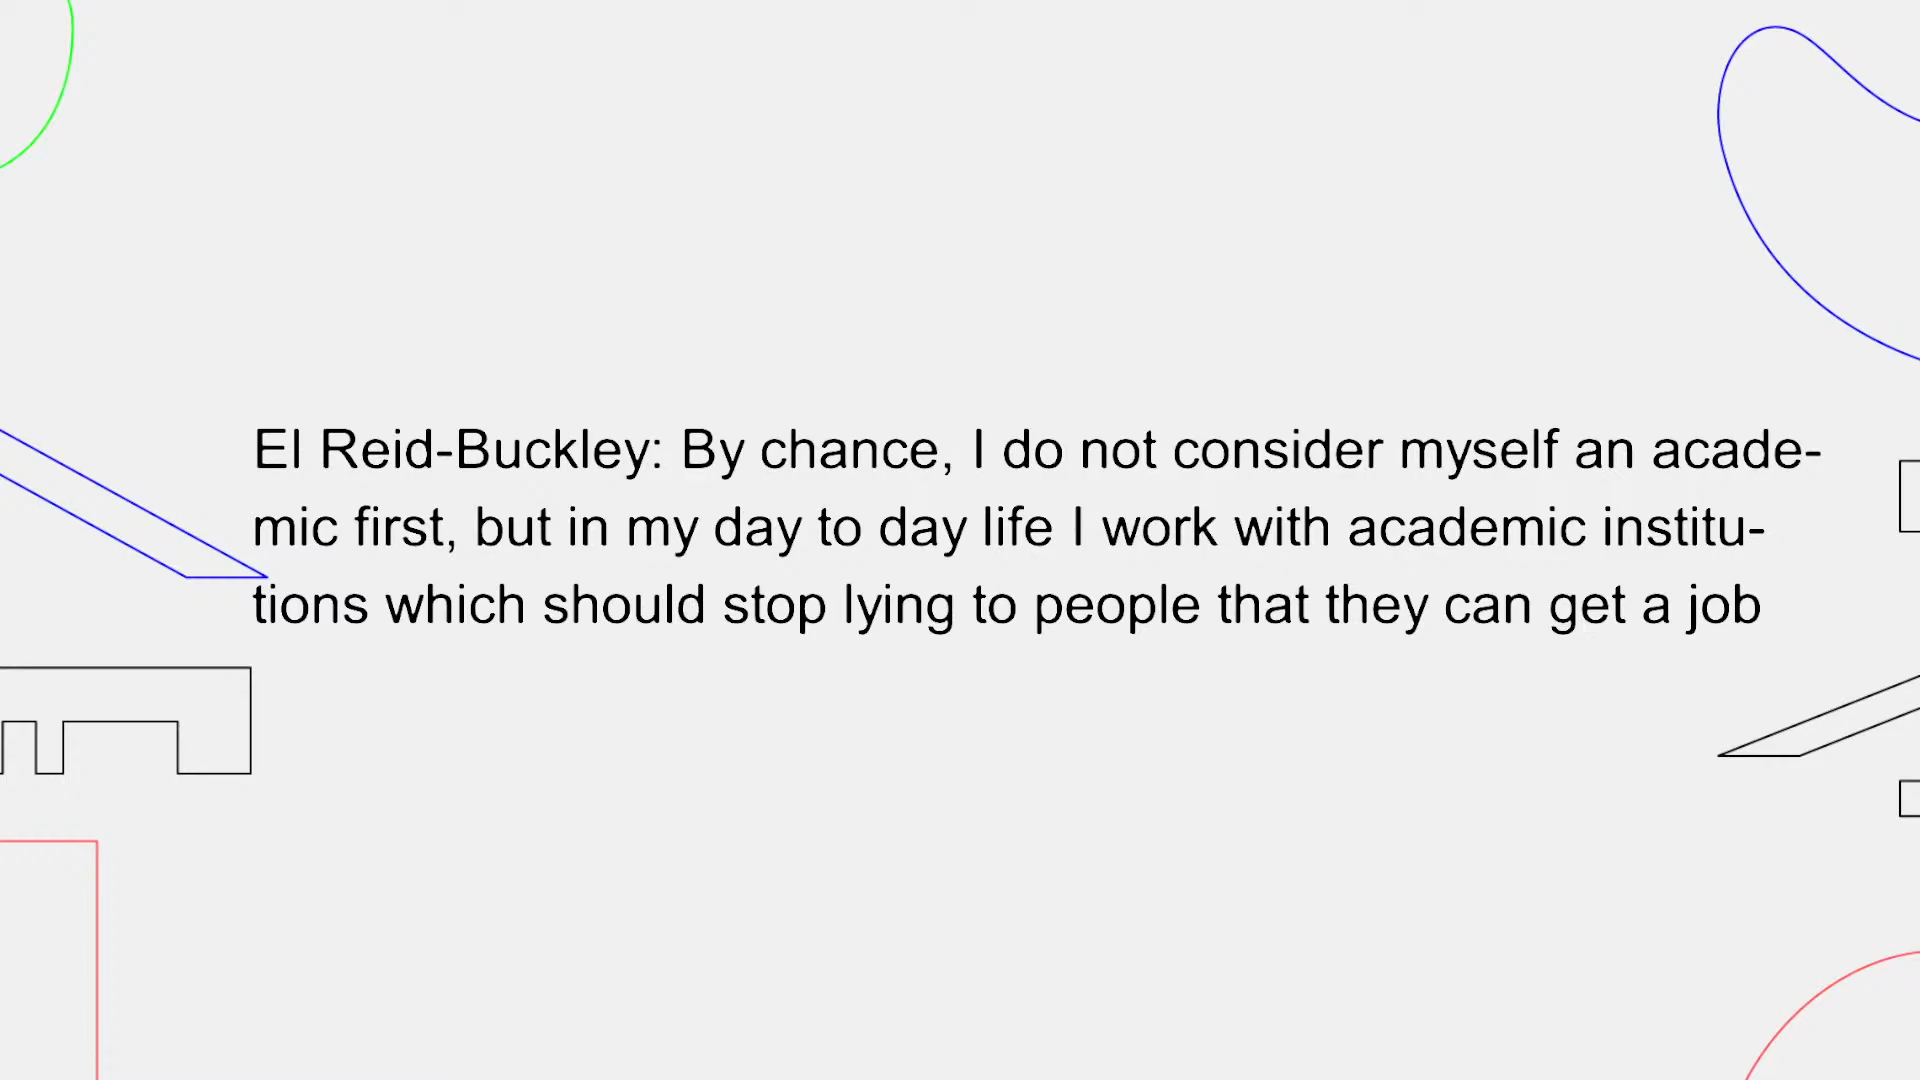 El Reid-Buckley: By chance, I do not consider myself an acade-
mic first, but in my day to day life I work with academic institu-
tions which should stop lying to people that they can get a job